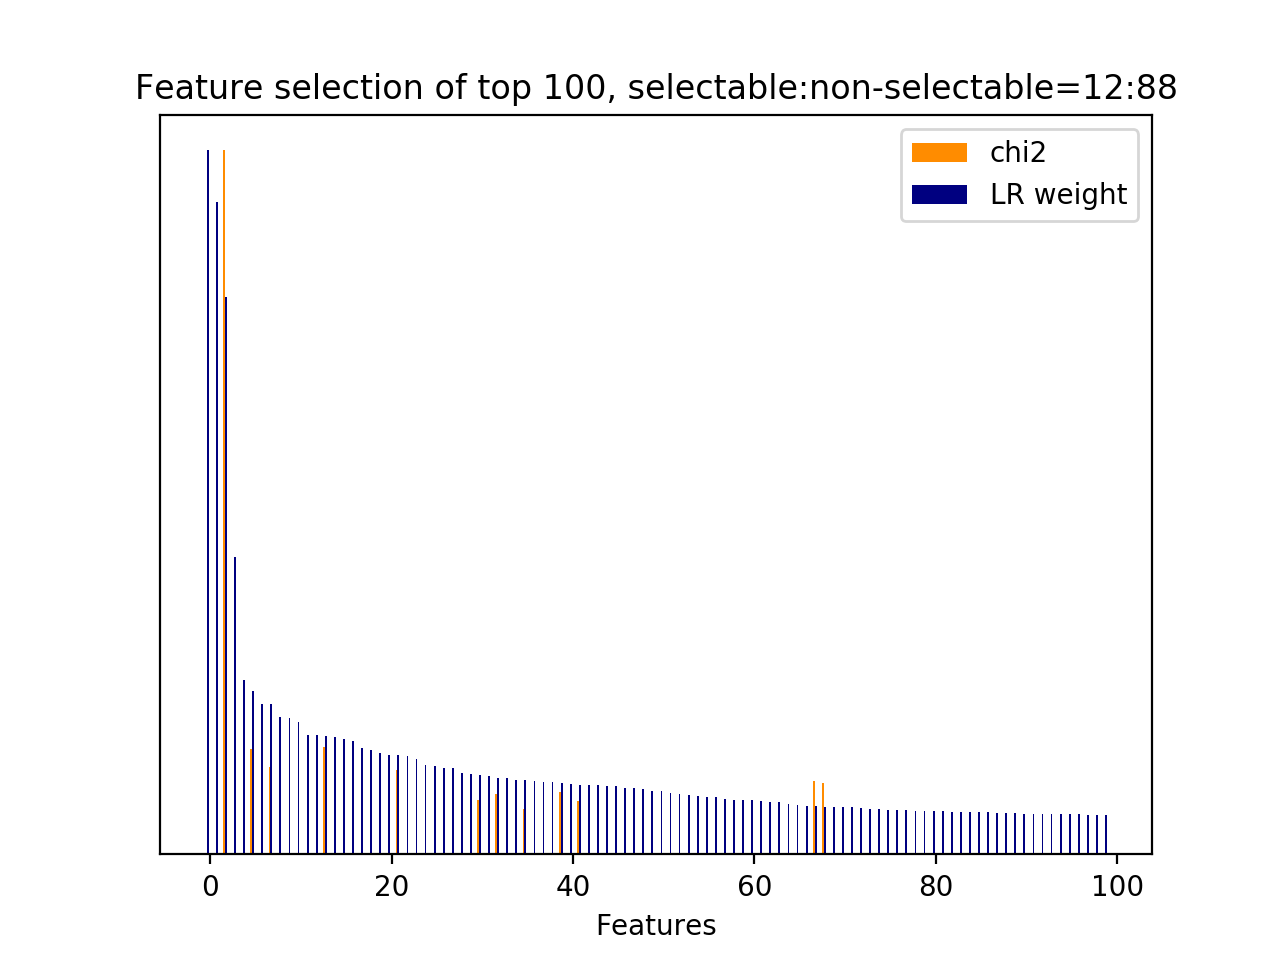 Feature selection of top 100, selectable:non-selectable=12:88
chi2
LR weight
0 20 40 60 80 100
Features